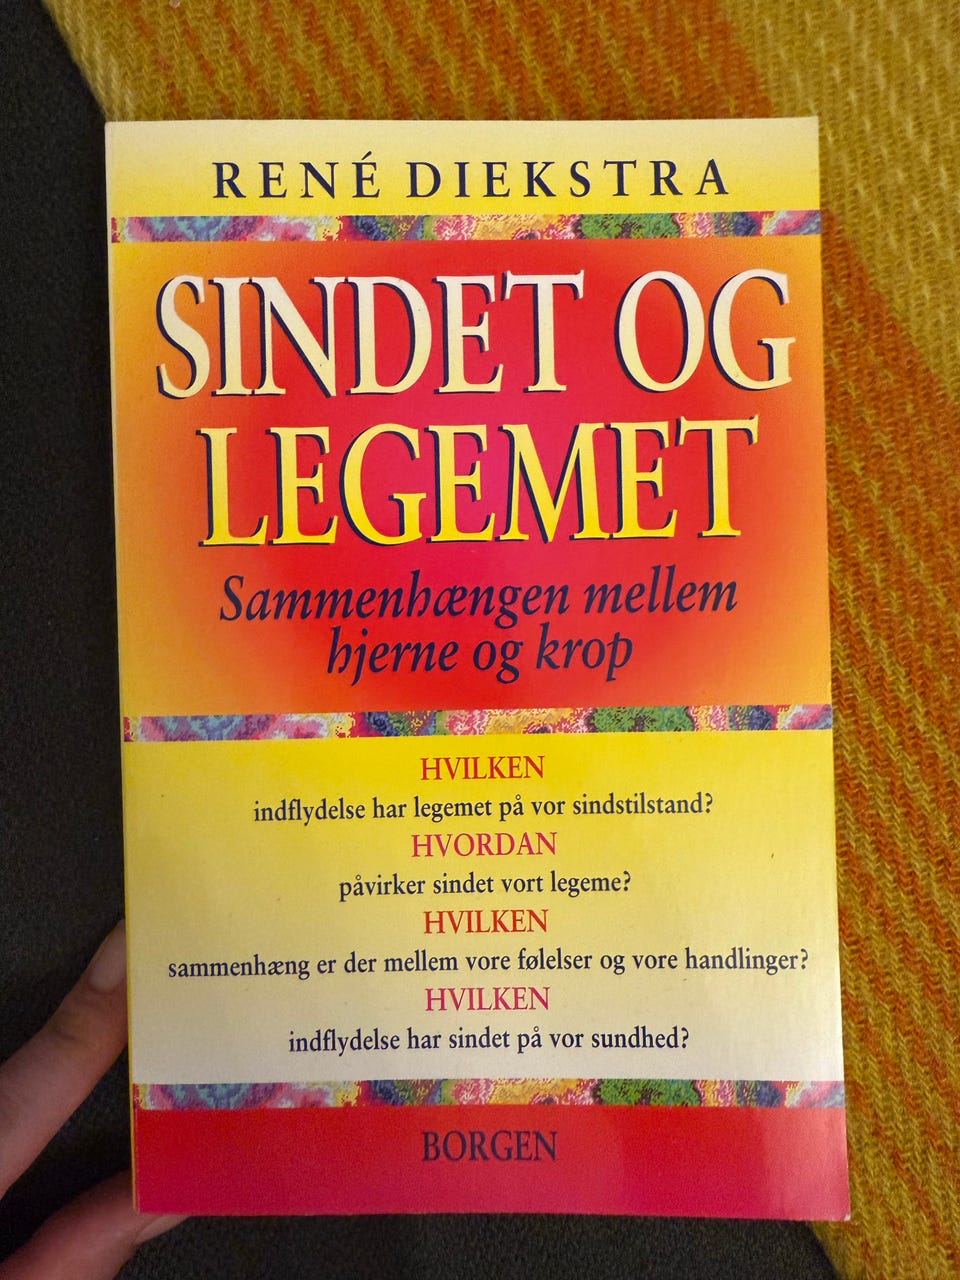 RENÉ DIEKSTRA
SINDET OG
LEGEMET
Sammenhængen mellem
hjerne og krop
HVILKEN
indflydelse har legemet på vor sindstilstand?
HVORDAN
påvirker sindet vort legeme?
HVILKEN
sammenhæng er der mellem vore følelser og vore handlinger?
HVILKEN
indflydelse har sindet på vor sundhed?
BORGEN